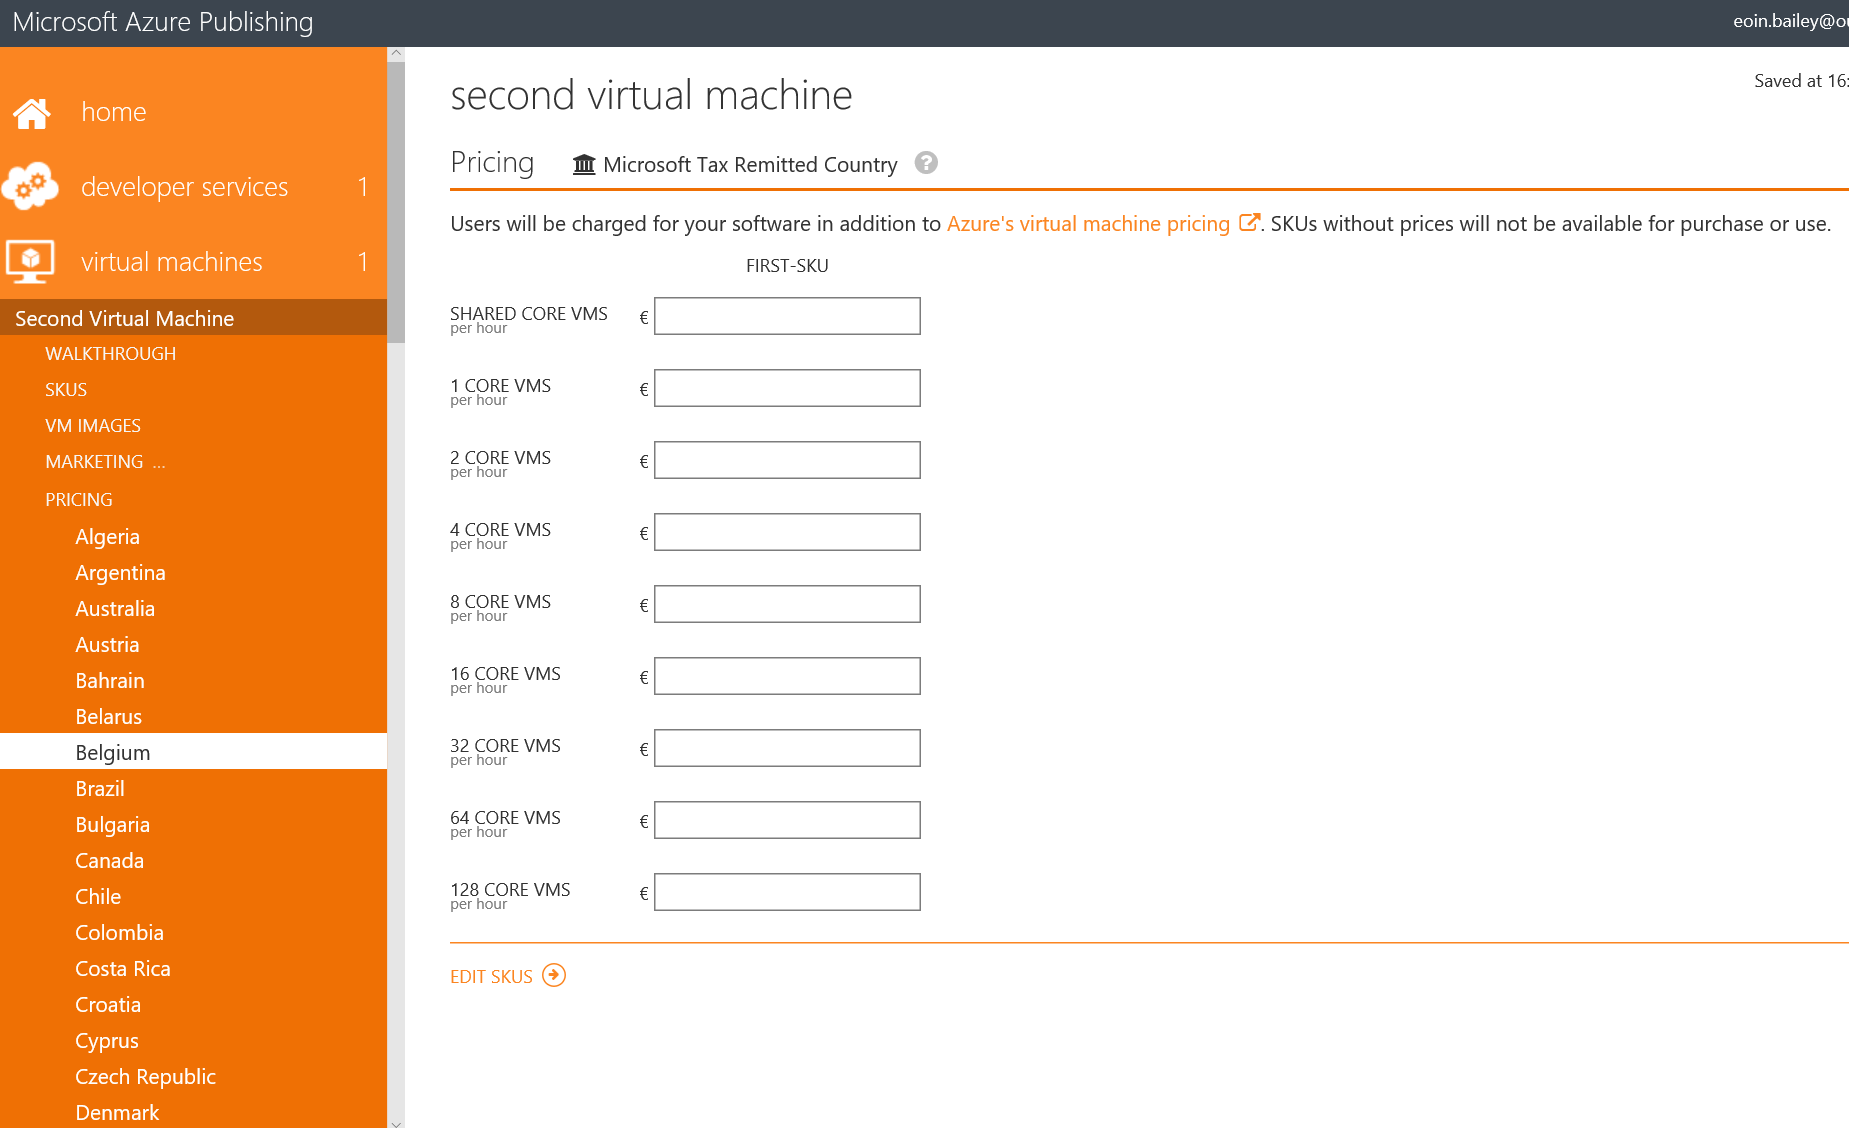 Microsoft Azure Publishing
eoin.bailey@ou
home
developer services 1
virtual machines 1
Second Virtual Machine
WALKTHROUGH
SKUS
VM IMAGES
MARKETING ...
PRICING
Algeria
Argentina
Australia
Austria
Bahrain
Belarus
Belgium
Brazil
Bulgaria
Canada
Chile
Colombia
Costa Rica
Croatia
Cyprus
Czech Republic
Denmark
second virtual machine
Saved at 16:
Pricing Microsoft Tax Remitted Country ?
Users will be charged for your software in addition to Azure's virtual machine pricing . SKUs without prices will not be available for purchase or use.
FIRST-SKU
SHARED CORE VMS €
per hour
1 CORE VMS €
per hour
2 CORE VMS €
per hour
4 CORE VMS €
per hour
8 CORE VMS €
per hour
16 CORE VMS €
per hour
32 CORE VMS €
per hour
64 CORE VMS €
per hour
128 CORE VMS €
per hour
EDIT SKUS